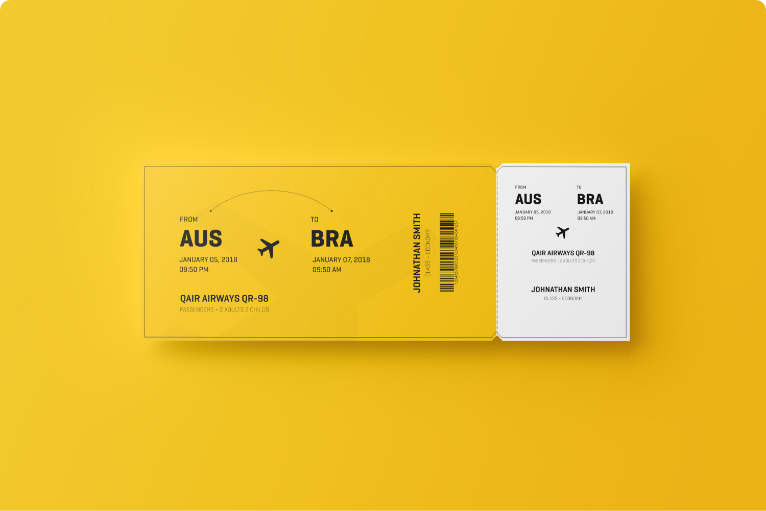 FROM
TO
AUS
BRA
JANUARY 05, 2018
JANUARY 07, 2018
09:50 PM
09:50 AM
QAIR AIRWAYS QR-98
PASSENGERS - 2 ADULTS 2 CHILDS
JOHNATHAN SMITH
CLASS - ECONOMY
FROM
TO
AUS
BRA
JANUARY 05, 2018
JANUARY 07, 2018
09:50 PM
09:50 AM
QAIR AIRWAYS QR-98
PASSENGERS - 2 ADULTS 2 CHILDS
JOHNATHAN SMITH
CLASS - ECONOMY